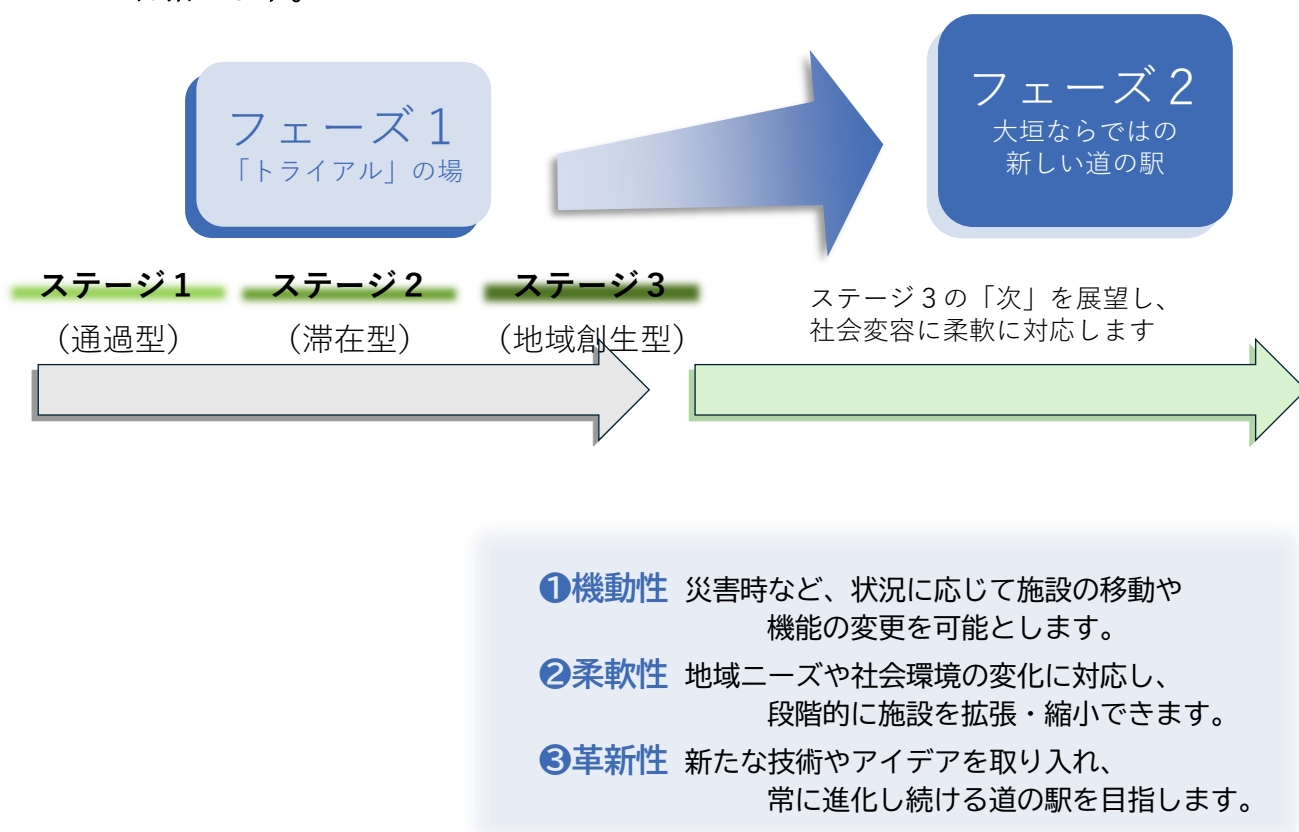 フェーズ１
「トライアル」の場
フェーズ２
大垣ならではの
新しい道の駅
ステージ１
ステージ２
ステージ３
（通過型）
（滞在型）
（地域創生型）
ステージ３の「次」を展望し、
社会変容に柔軟に対応します
❶機動性 災害時など、状況に応じて施設の移動や
機能の変更を可能とします。
❷柔軟性 地域ニーズや社会環境の変化に対応し、
段階的に施設を拡張・縮小できます。
❸革新性 新たな技術やアイデアを取り入れ、
常に進化し続ける道の駅を目指します。